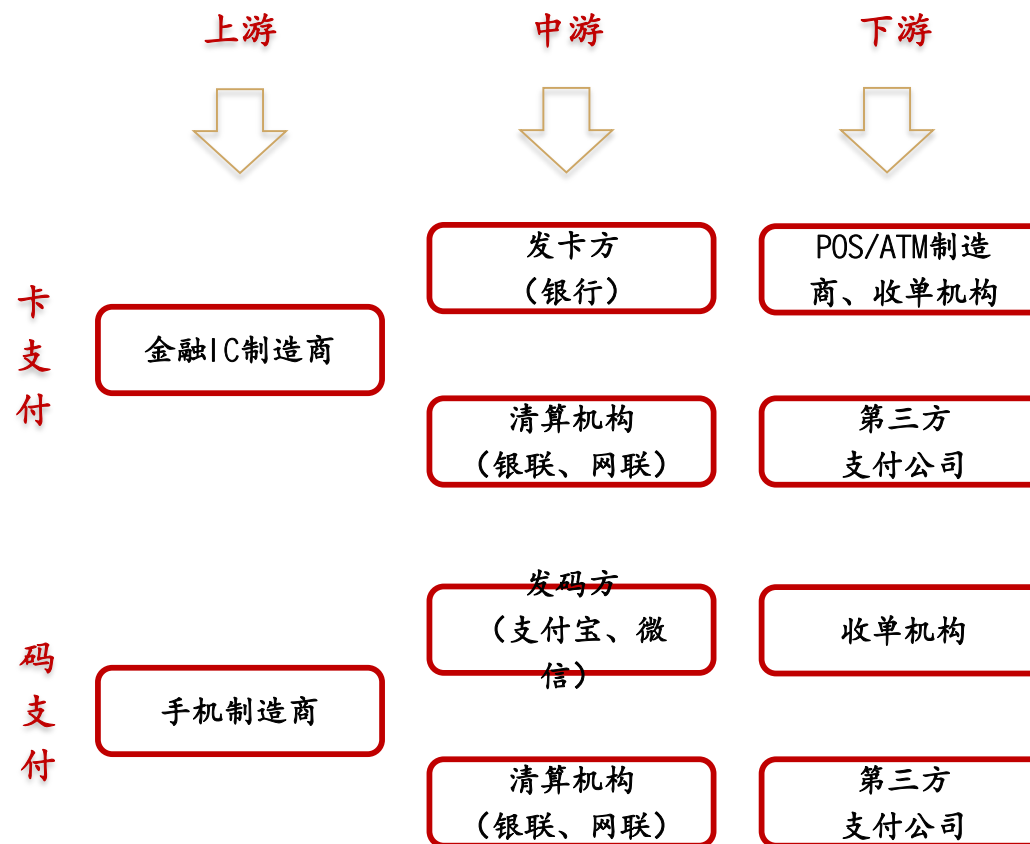 上游
中游
下游
卡支付
金融IC制造商
发卡方
（银行）
POS/ATM制造
商、收单机构
清算机构
（银联、网联）
第三方
支付公司
码支付
手机制造商
发码方
（支付宝、微
信）
收单机构
清算机构
（银联、网联）
第三方
支付公司